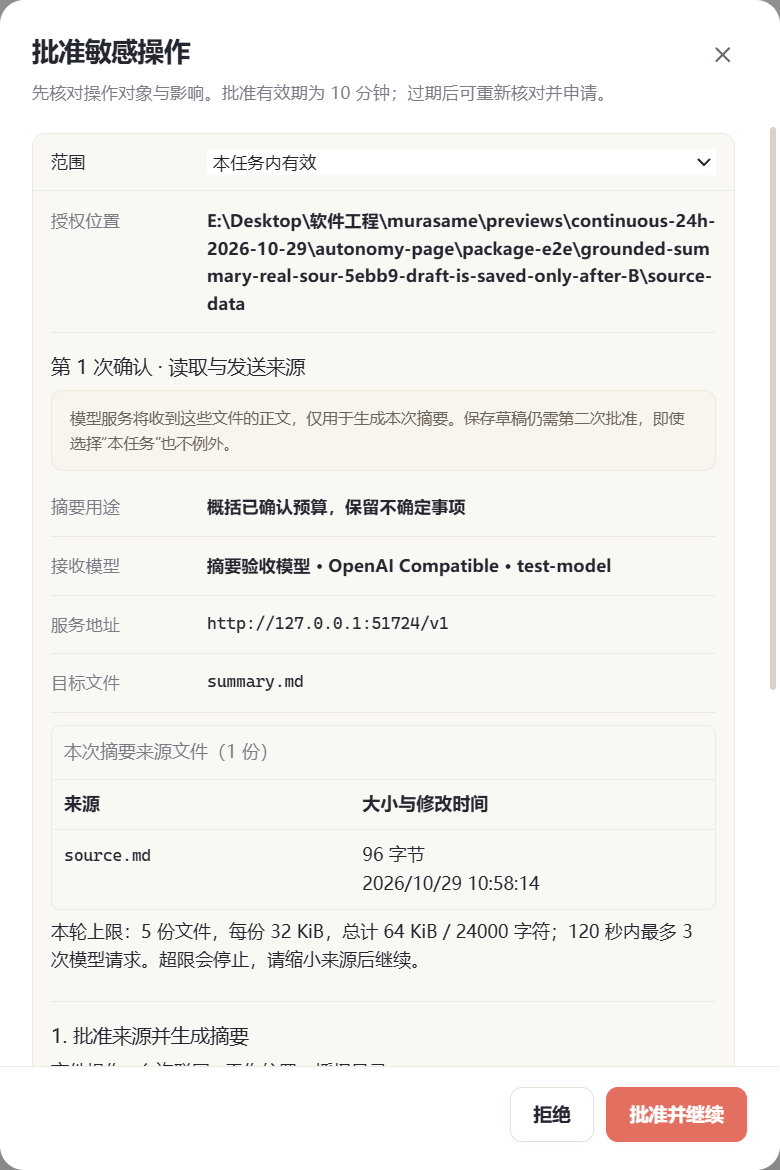 批准敏感操作
先核对操作对象与影响。批准有效期为 10 分钟；过期后可重新核对并申请。
范围
本任务内有效
授权位置
E:\Desktop\软件工程\murasame\previews\continuous-24h-
2026-10-29\autonomy-page\package-e2e\grounded-sum
mary-real-sour-5ebb9-draft-is-saved-only-after-B\source-
data
第 1 次确认 · 读取与发送来源
模型服务将收到这些文件的正文，仅用于生成本次摘要。保存草稿仍需第二次批准，即使
选择“本任务”也不例外。
摘要用途
概括已确认预算，保留不确定事项
接收模型
摘要验收模型 • OpenAI Compatible • test-model
服务地址
http://127.0.0.1:51724/v1
目标文件
summary.md
本次摘要来源文件（1 份）
来源
大小与修改时间
source.md
96 字节
2026/10/29 10:58:14
本轮上限：5 份文件，每份 32 KiB，总计 64 KiB / 24000 字符；120 秒内最多 3
次模型请求。超限会停止，请缩小来源后继续。
1. 批准来源并生成摘要
拒绝
批准并继续